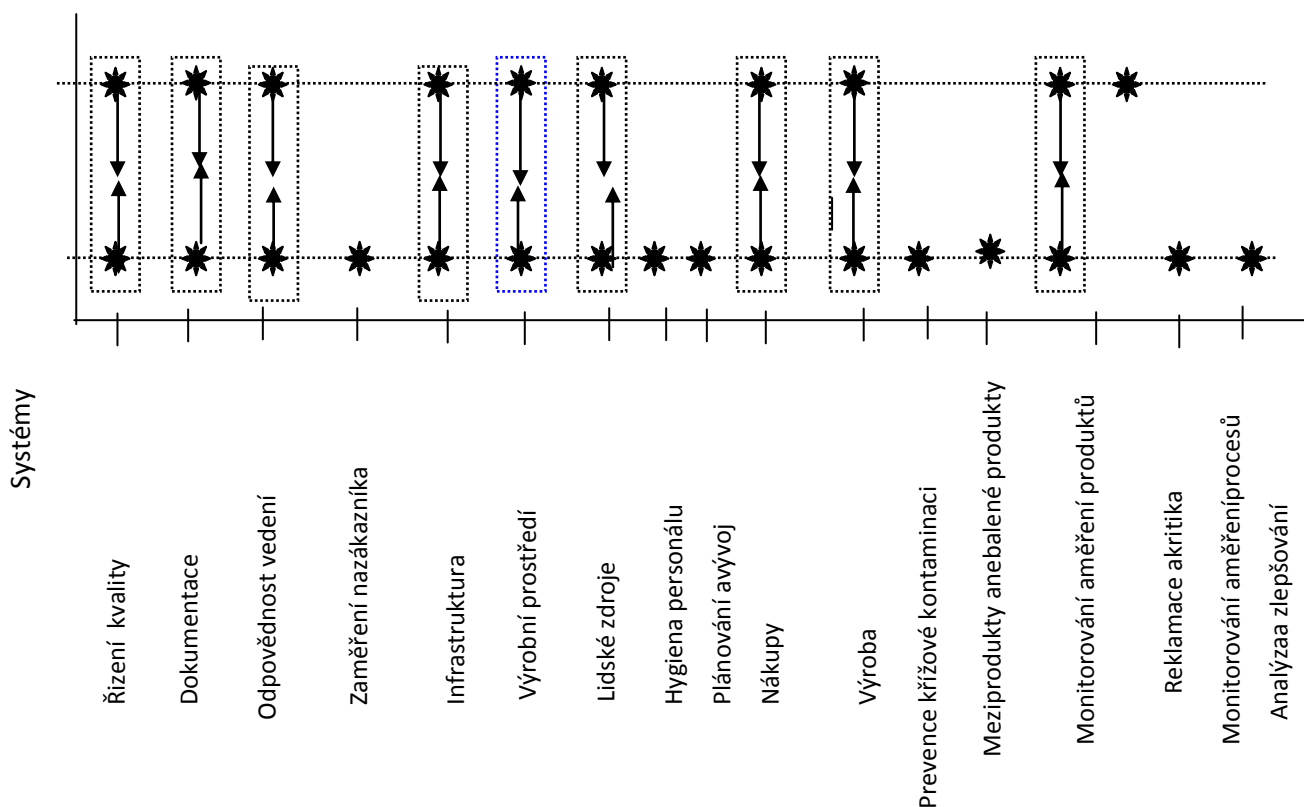 Systémy
Řízení kvality
Dokumentace
Odpovědnost vedení
Zaměření nazákazníka
Infrastruktura
Výrobní prostředí
Lidské zdroje
Hygiena personálu
Plánování avývoj
Nákupy
Výroba
Prevence křížové kontaminaci
Meziprodukty anebalené produkty
Monitorování aměření produktů
Reklamace akritika
Monitorování aměřeníprocesů
Analýzaa zlepšování